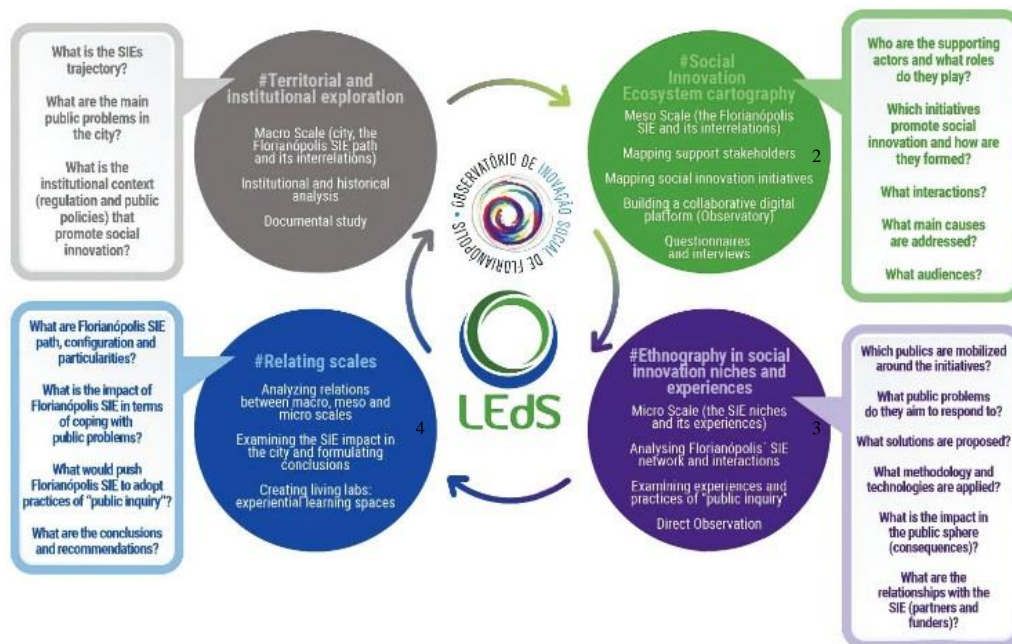 What is the SIEs
trajectory?
What are the main
public problems in
the city?
What is the
institutional context
(regulation and public
policies) that
promote social
innovation?
#Territorial and
institutional exploration
Macro Scale (city, the
Florianópolis SIE path
and its interrelations)
Institutional and historical
analysis
Documental study
#Social
Innovation
Ecosystem cartography
Meso Scale (the Florianópolis
SIE and its interrelations)
Mapping support stakeholders
2
Mapping social innovation initiatives
Building a collaborative digital
platform (Observatory)
Questionnaires
and interviews
Who are the supporting
actors and what roles
do they play?
Which initiatives
promote social
innovation and how are
they formed?
What interactions?
What main causes
are addressed?
What audiences?
OBSERVATÓRIO DE INOVAÇÃO SOCIAL DE FLORIANÓPOLIS •
LEdS
What are Florianópolis SIE
path, configuration and
particularities?
What is the impact of
Florianópolis SIE in terms
of coping with
public problems?
What would push
Florianópolis SIE to adopt
practices of "public inquiry"?
What are the conclusions
and recommendations?
#Relating scales
Analyzing relations
between macro, meso and
micro scales
4
Examining the SIE impact in
the city and formulating
conclusions
Creating living labs:
experiential learning spaces
#Ethnography in social
innovation niches and
experiences
Micro Scale (the SIE niches
and its experiences)
3
Analysing Florianópolis´ SIE
network and interactions
Examining experiences and
practices of "public inquiry"
Direct Observation
Which publics are mobilized
around the initiatives?
What public problems
do they aim to respond to?
What solutions are proposed?
What methodology and
technologies are applied?
What is the impact in
the public sphere
(consequences)?
What are the
relationships with the
SIE (partners and
funders)?